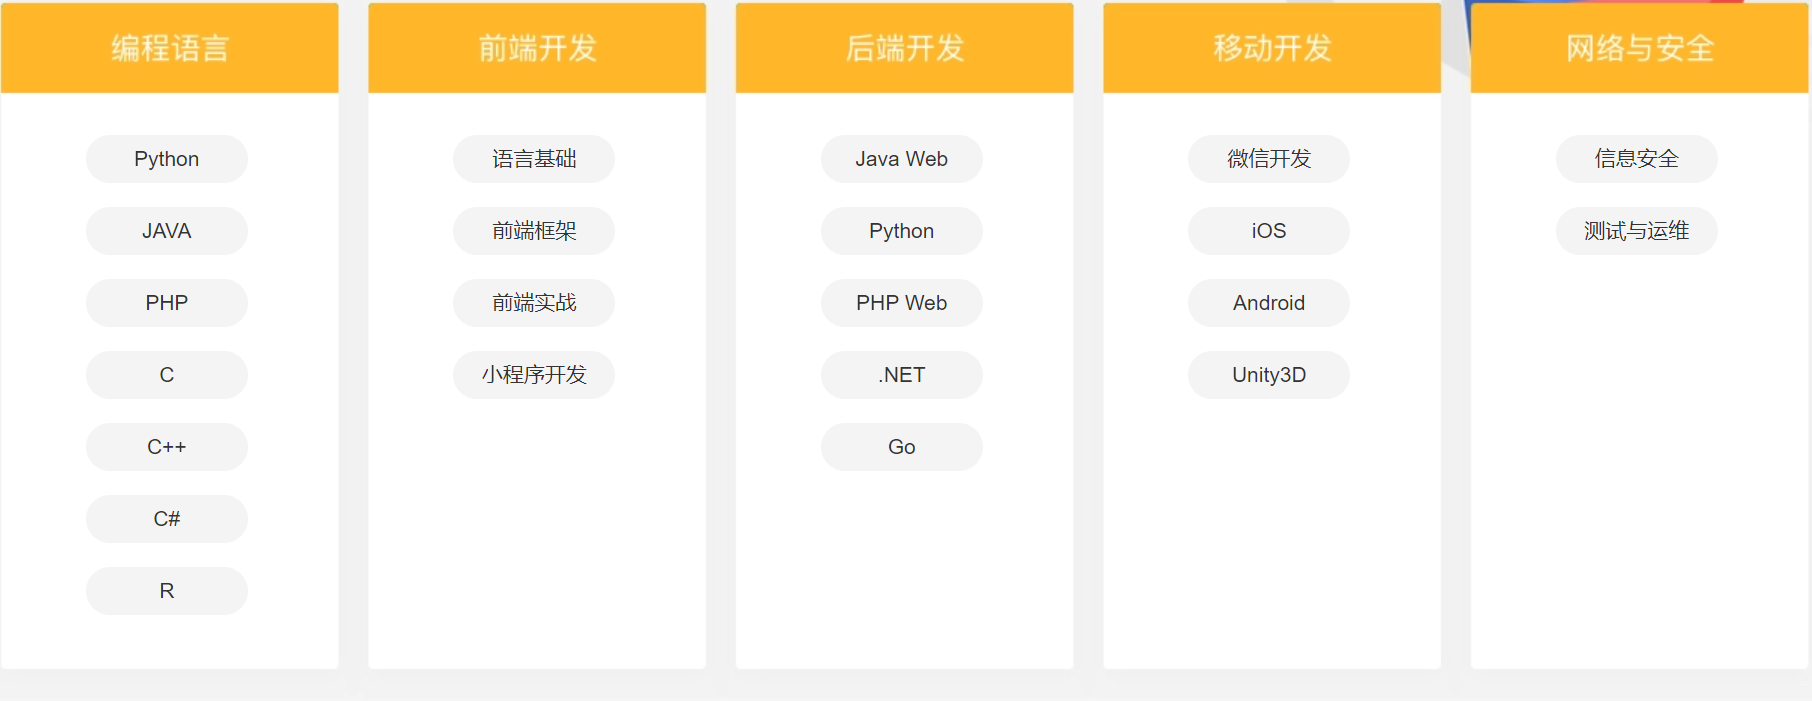 编程语言
Python
JAVA
PHP
C
C++
C#
R
前端开发
语言基础
前端框架
前端实战
小程序开发
后端开发
Java Web
Python
PHP Web
.NET
Go
移动开发
微信开发
iOS
Android
Unity3D
网络与安全
信息安全
测试与运维